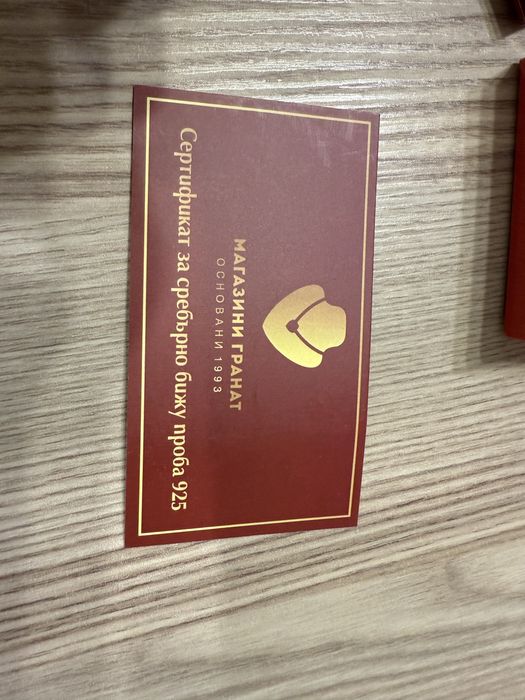 МАГАЗИНИ ГРАНАТ
ОСНОВАНИ 1993
Сертификат за сребърно бижу проба 925